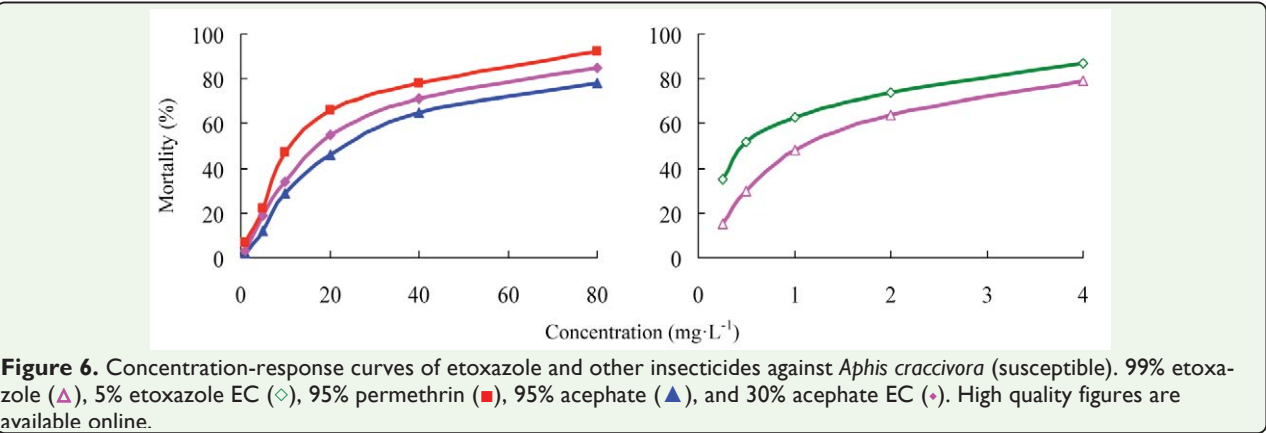 100 100
80 80
60 60
40 40
20 20
0 0
Mortality (%)
0 20 40 60 80 0 1 2 3 4
Concentration (mg·L⁻¹)
Figure 6. Concentration-response curves of etoxazole and other insecticides against Aphis craccivora (susceptible). 99% etoxa-
zole (△), 5% etoxazole EC (◇), 95% permethrin (■), 95% acephate (▲), and 30% acephate EC (⬥). High quality figures are
available online.